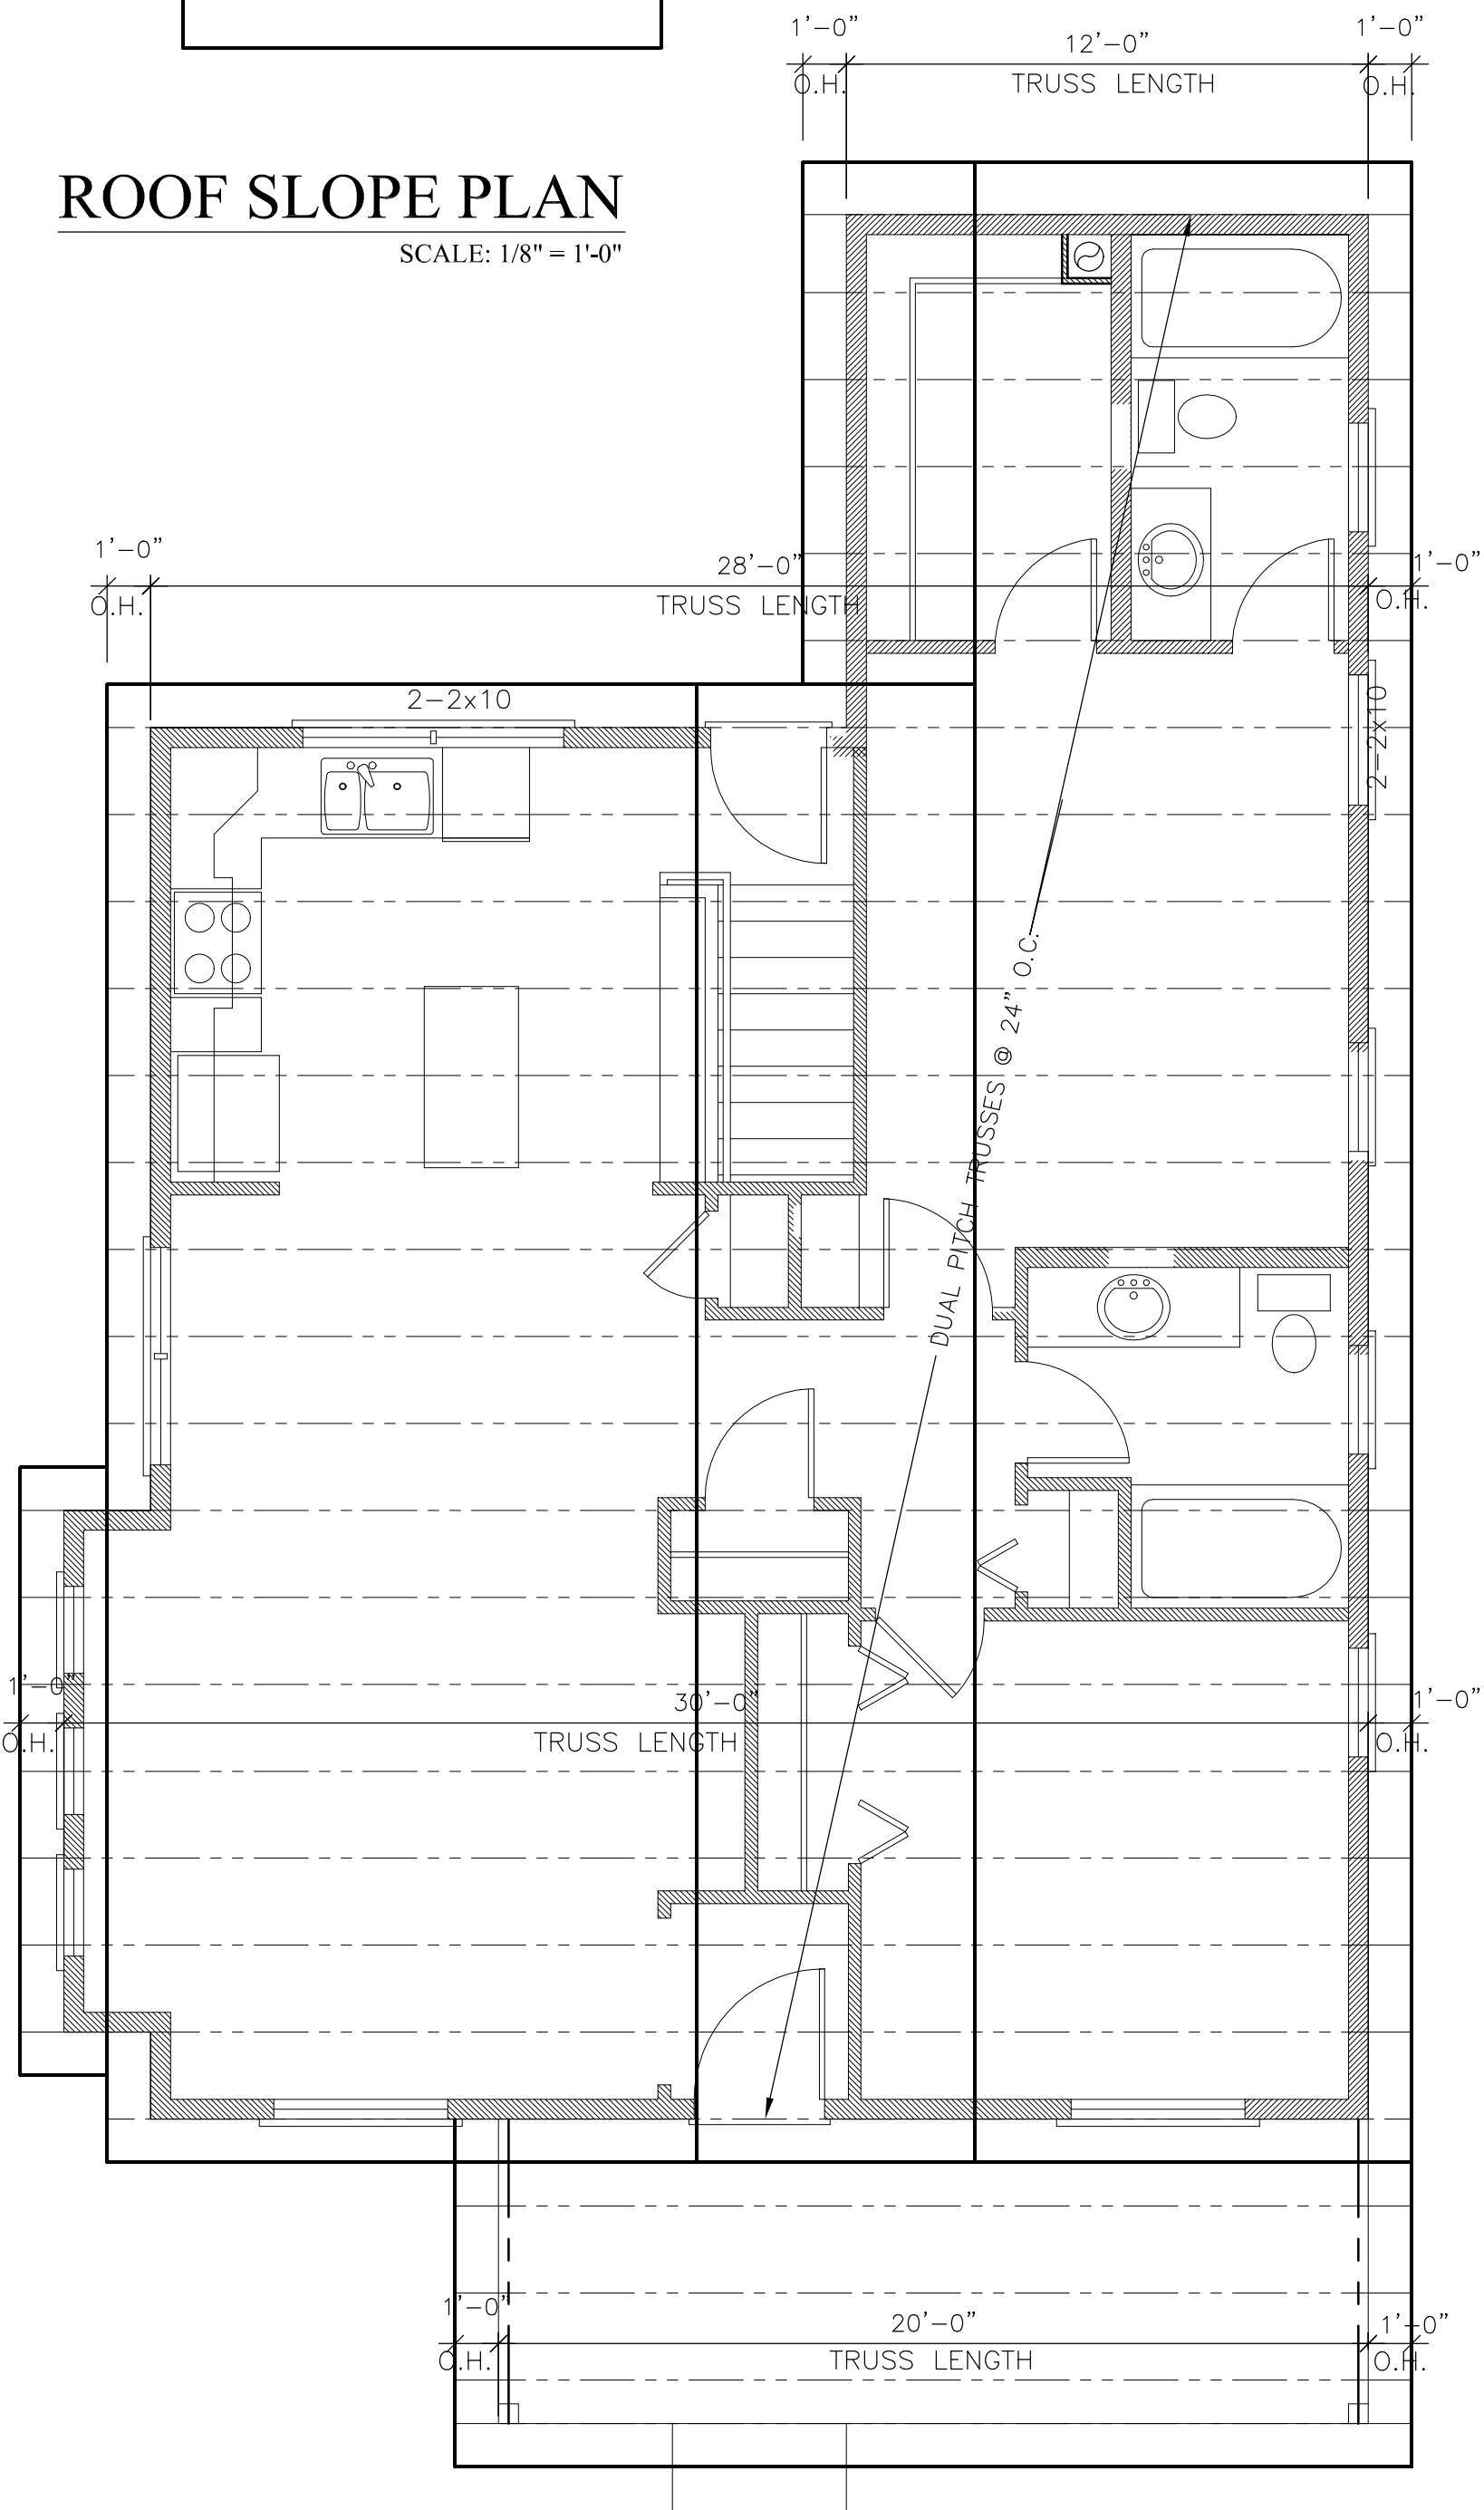 1'-0" 12'-0" 1'-0"
O.H. TRUSS LENGTH O.H.
ROOF SLOPE PLAN
SCALE: 1/8" = 1'-0"
1'-0" 28'-0" 1'-0"
O.H. TRUSS LENGTH O.H.
2-2x10
2-2x10
DUAL PITCH TRUSSES @ 24" O.C.
1'-0" 30'-0" 1'-0"
O.H. TRUSS LENGTH O.H.
1'-0" 20'-0" 1'-0"
O.H. TRUSS LENGTH O.H.